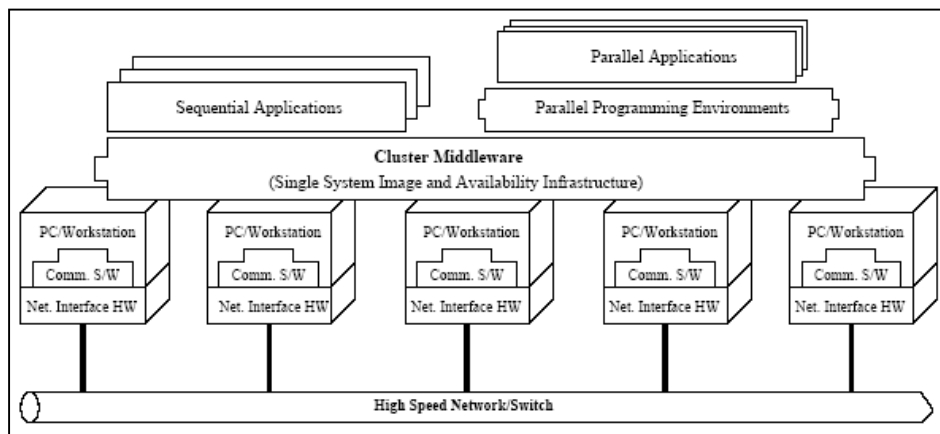 Parallel Applications
Sequential Applications
Parallel Programming Environments
Cluster Middleware
(Single System Image and Availability Infrastructure)
PC/Workstation
Comm. S/W
Net. Interface HW
PC/Workstation
Comm. S/W
Net. Interface HW
PC/Workstation
Comm. S/W
Net. Interface HW
PC/Workstation
Comm. S/W
Net. Interface HW
PC/Workstation
Comm. S/W
Net. Interface HW
High Speed Network/Switch